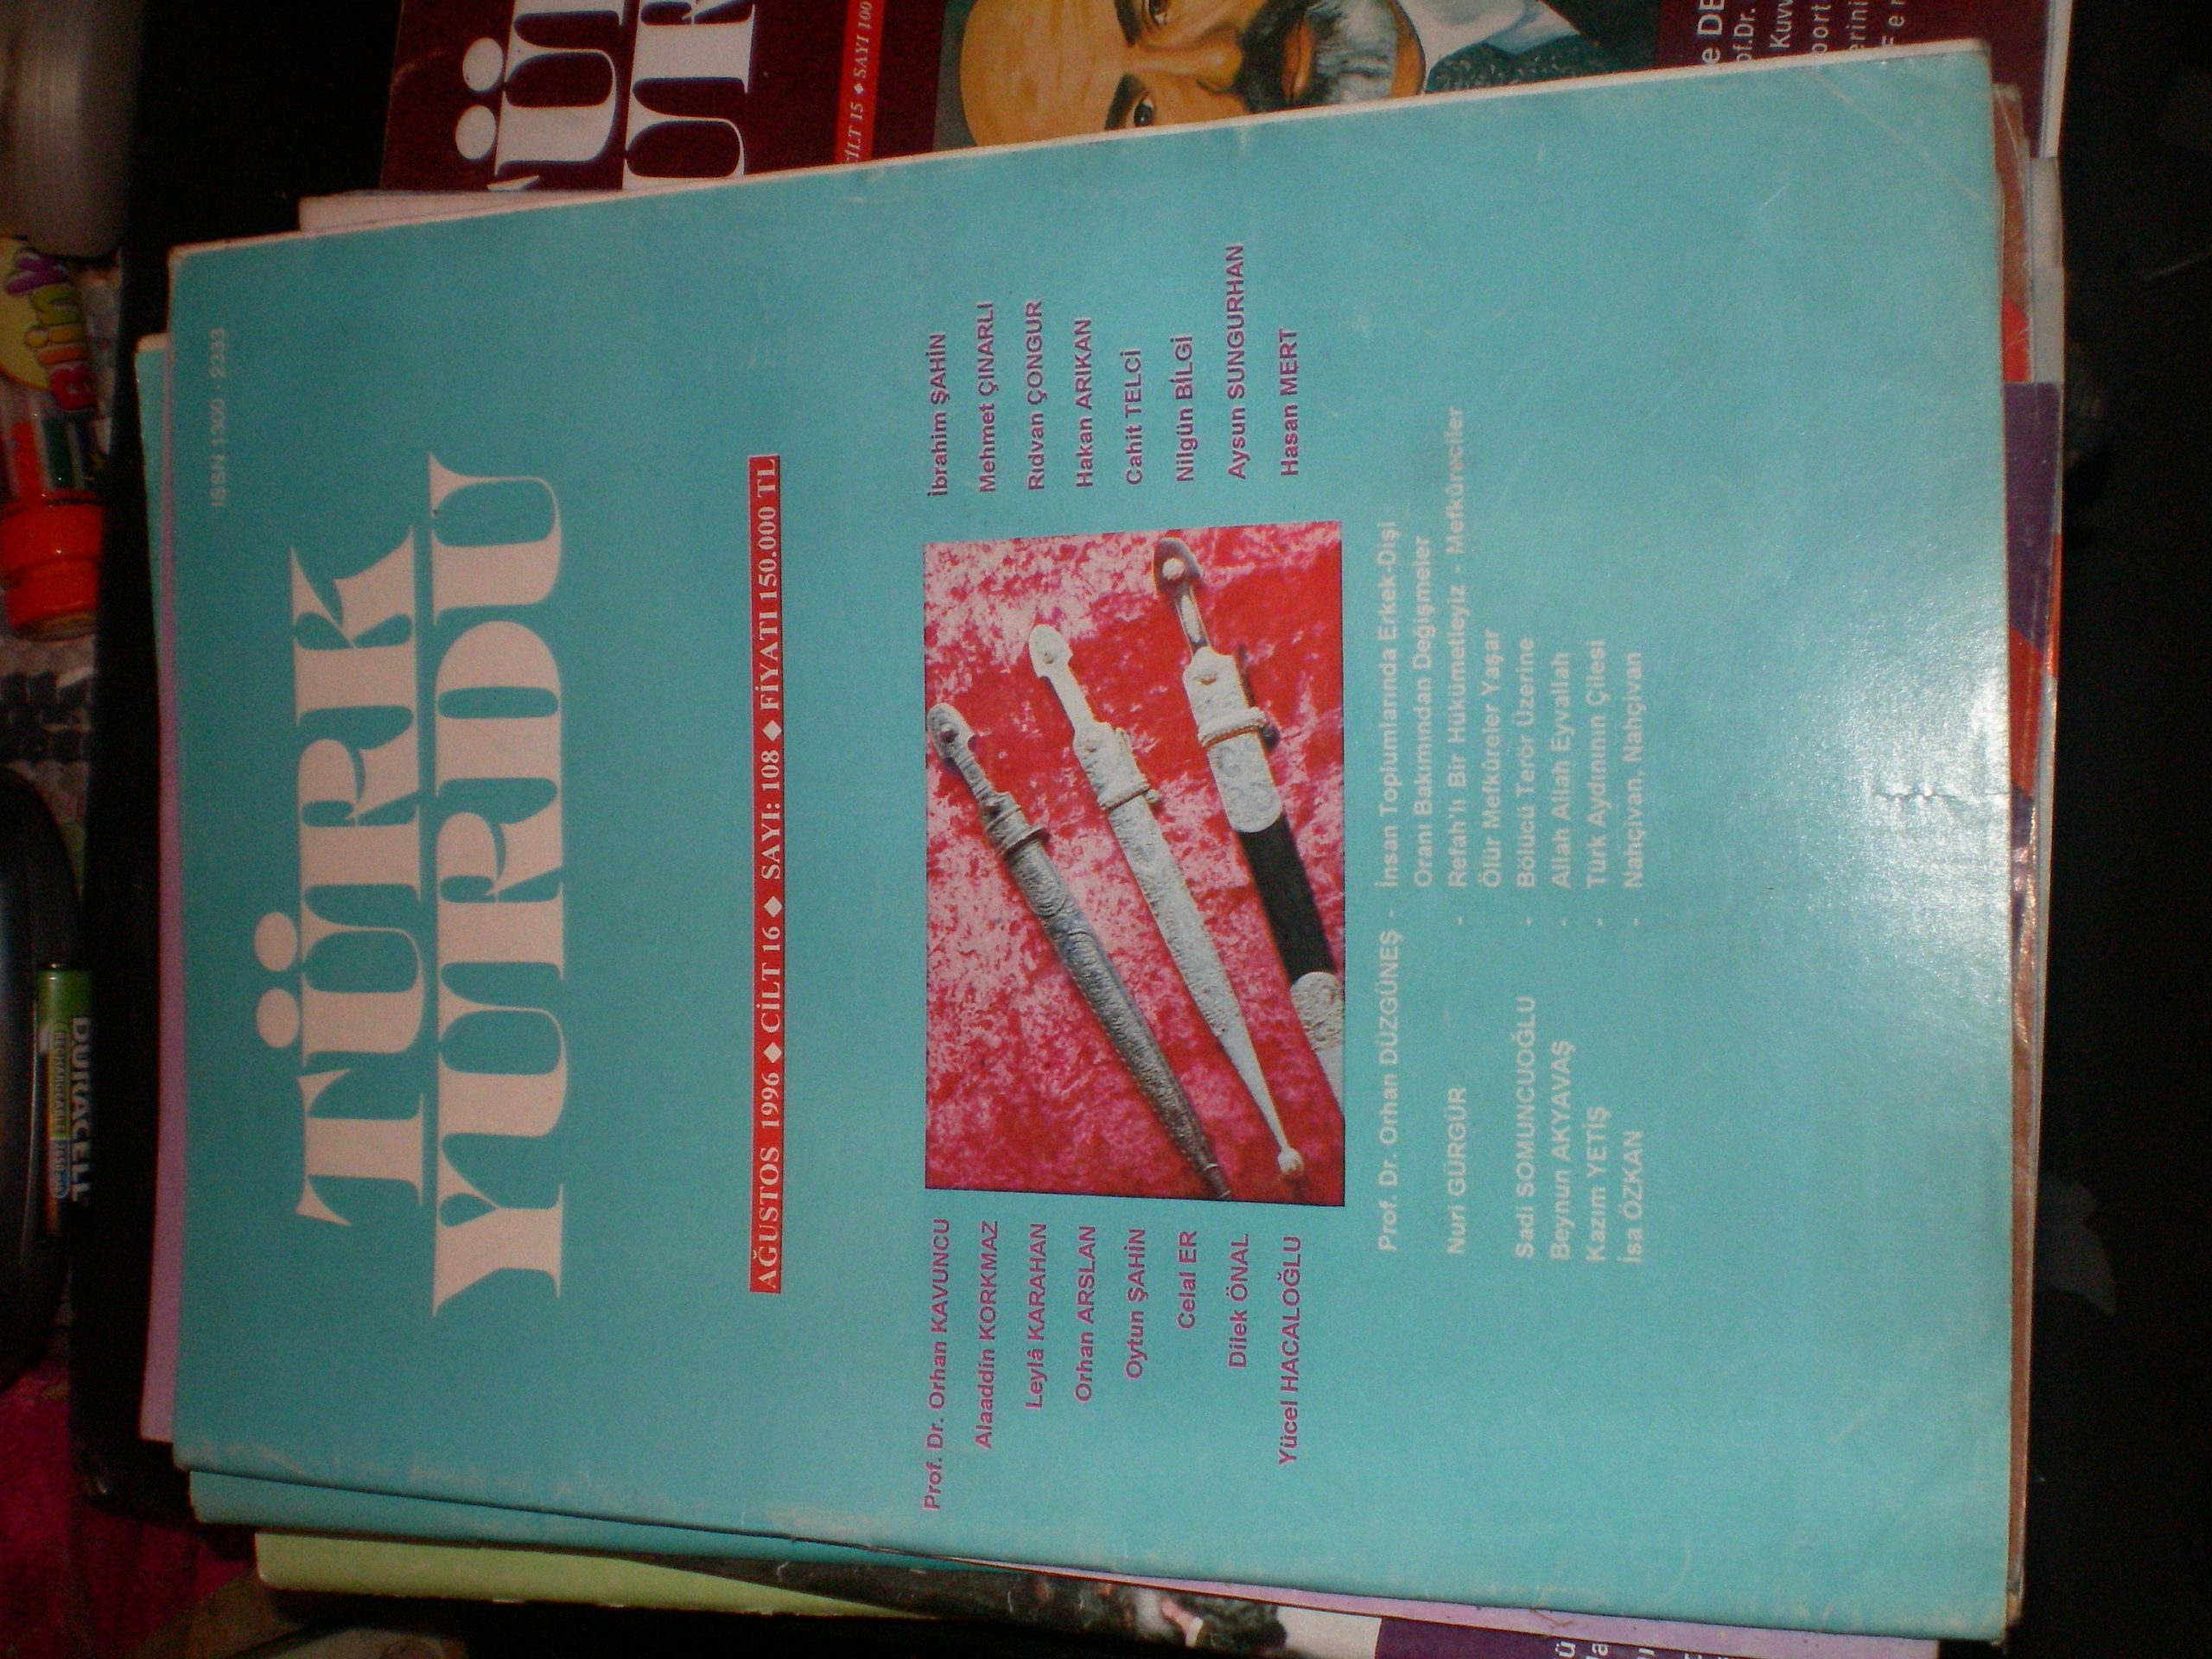 ISSN 1300 - 2333
TÜRK
YURDU
AĞUSTOS 1996 ◆ CİLT 16 ◆ SAYI: 108 ◆ FİYATI 150.000 TL
Prof. Dr. Orhan KAVUNCU
Alaaddin KORKMAZ
Leylâ KARAHAN
Orhan ARSLAN
Oytun ŞAHİN
Celal ER
Dilek ÖNAL
Yücel HACALOĞLU
İbrahim ŞAHİN
Mehmet ÇINARLI
Rıdvan ÇONGUR
Hakan ARIKAN
Cahit TELCİ
Nilgün BİLGİ
Aysun SUNGURHAN
Hasan MERT
Prof. Dr. Orhan DÜZGÜNEŞ - İnsan Toplumlarında Erkek-Dişi
Oranı Bakımından Değişmeler
Nuri GÜRGÜR - Refah'lı Bir Hükümetleyiz - Mefkûreciler
Ölür Mefkûreler Yaşar
Sadi SOMUNCUOĞLU - Bölücü Terör Üzerine
Beynun AKYAVAŞ - Allah Allah Eyvallah
Kazım YETİŞ - Türk Aydınının Çilesi
İsa ÖZKAN - Nahçivan, Nahçivan
CİLT 15 ◆ SAYI 100
DURACELL